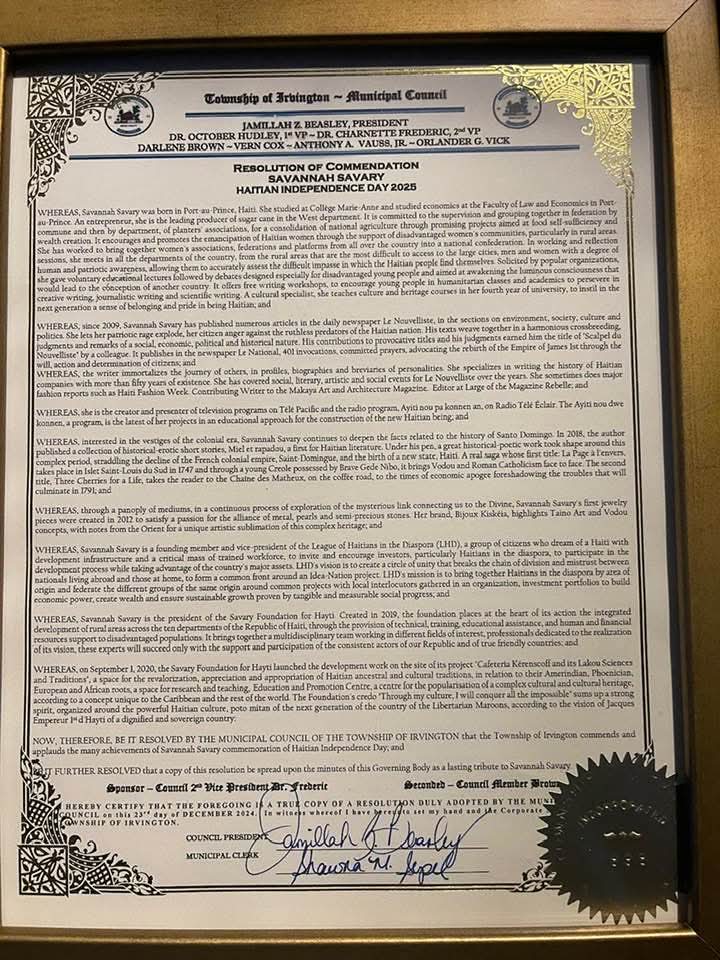 Township of Irvington ~ Municipal Council
JAMILLAH Z. BEASLEY, PRESIDENT
DR. OCTOBER HUDLEY, 1st VP ~ DR. CHARNETTE FREDERIC, 2nd VP
DARLENE BROWN ~ VERN COX ~ ANTHONY A. VAUSS, JR. ~ ORLANDER G. VICK
RESOLUTION OF COMMENDATION
SAVANNAH SAVARY
HAITIAN INDEPENDENCE DAY 2025
WHEREAS, Savannah Savary was born in Port-au-Prince, Haiti. She studied at Collège Marie-Anne and studied economics at the Faculty of Law and Economics in Port-
au-Prince. An entrepreneur, she is the leading producer of sugar cane in the West department. It is committed to the supervision and grouping together in federation by
commune and then by department, of planters' associations, for a consolidation of national agriculture through promising projects aimed at food self-sufficiency and
wealth creation. It encourages and promotes the emancipation of Haitian women through the support of disadvantaged women's communities, particularly in rural areas.
She has worked to bring together women's associations, federations and platforms from all over the country into a national confederation. In working and reflection
sessions, she meets in all the departments of the country, from the rural areas that are the most difficult to access to the large cities, men and women with a degree of
human and patriotic awareness, allowing them to accurately assess the difficult impasse in which the Haitian people find themselves. Solicited by popular organizations,
she gave voluntary educational lectures followed by debates designed especially for disadvantaged young people and aimed at awakening the luminous consciousness that
would lead to the conception of another country. It offers free writing workshops, to encourage young people in humanitarian classes and academics to persevere in
creative writing, journalistic writing and scientific writing. A cultural specialist, she teaches culture and heritage courses in her fourth year of university, to instil in the
next generation a sense of belonging and pride in being Haitian; and
WHEREAS, since 2009, Savannah Savary has published numerous articles in the daily newspaper Le Nouvelliste, in the sections on environment, society, culture and
politics. She lets her patriotic rage explode, her citizen anger against the ruthless predators of the Haitian nation. His texts weave together in a harmonious crossbreeding,
judgments and remarks of a social, economic, political and historical nature. His contributions to provocative titles and his judgments earned him the title of "Scalpel du
Nouvelliste" by a colleague. It publishes in the newspaper Le National, 401 invocations, committed prayers, advocating the rebirth of the Empire of James 1st through the
will, action and determination of citizens; and
WHEREAS, the writer immortalizes the journey of others, in profiles, biographies and breviaries of personalities. She specializes in writing the history of Haitian
companies with more than fifty years of existence. She has covered social, literary, artistic and social events for Le Nouvelliste over the years. She sometimes does major
fashion reports such as Haiti Fashion Week. Contributing Writer to the Makaya Art and Architecture Magazine. Editor at Large of the Magazine Rebelle; and
WHEREAS, she is the creator and presenter of television programs on Télé Pacific and the radio program, Ayiti nou pa konnen an, on Radio Télé Éclair. The Ayiti nou dwe
konnen, a program, is the latest of her projects in an educational approach for the construction of the new Haitian being; and
WHEREAS, interested in the vestiges of the colonial era, Savannah Savary continues to deepen the facts related to the history of Santo Domingo. In 2018, the author
published a collection of historical-erotic short stories, Miel et rapadou, a first for Haitian literature. Under his pen, a great historical-poetic work took shape around this
complex period, straddling the decline of the French colonial empire, Saint-Domingue, and the birth of a new state, Haiti. A real saga whose first title: La Page à l'envers,
takes place in Islet Saint-Louis du Sud in 1747 and through a young Creole possessed by Brave Gede Nibo, it brings Vodou and Roman Catholicism face to face. The second
title, Three Cherries for a Life, takes the reader to the Chaîne des Matheux, on the coffee road, to the times of economic apogee foreshadowing the troubles that will
culminate in 1791; and
WHEREAS, through a panoply of mediums, in a continuous process of exploration of the mysterious link connecting us to the Divine, Savannah Savary's first jewelry
pieces were created in 2012 to satisfy a passion for the alliance of metal, pearls and semi-precious stones. Her brand, Bijoux Kiskéia, highlights Taino Art and Vodou
concepts, with notes from the Orient for a unique artistic sublimation of this complex heritage; and
WHEREAS, Savannah Savary is a founding member and vice-president of the League of Haitians in the Diaspora (LHD), a group of citizens who dream of a Haiti with
development infrastructure and a critical mass of trained workforce, to invite and encourage investors, particularly Haitians in the diaspora, to participate in the
development process while taking advantage of the country's major assets. LHD's vision is to create a circle of unity that breaks the chain of division and mistrust between
nationals living abroad and those at home, to form a common front around an Idea-Nation project. LHD's mission is to bring together Haitians in the diaspora by area of
origin and federate the different groups of the same origin around common projects with local interlocutors gathered in an organization, investment portfolio to build
economic power, create wealth and ensure sustainable growth proven by tangible and measurable social progress; and
WHEREAS, Savannah Savary is the president of the Savary Foundation for Hayti. Created in 2019, the foundation places at the heart of its action the integrated
development of rural areas across the ten departments of the Republic of Haiti, through the provision of technical, training, educational assistance, and human and financial
resources support to disadvantaged populations. It brings together a multidisciplinary team working in different fields of interest, professionals dedicated to the realization
of its vision, these experts will succeed only with the support and participation of the consistent actors of our Republic and of true friendly countries; and
WHEREAS, on September 1, 2020, the Savary Foundation for Hayti launched the development work on the site of its project "Cafeteria Kérenscoff and its Lakou Sciences
and Traditions", a space for the revalorization, appreciation and appropriation of Haitian ancestral and cultural traditions, in relation to their Amerindian, Phoenician,
European and African roots, a space for research and teaching, Education and Promotion Centre, a centre for the popularisation of a complex cultural and cultural heritage,
according to a concept unique to the Caribbean and the rest of the world. The Foundation's credo "Through my culture, I will conquer all the impossible" sums up a strong
spirit, organized around the powerful Haitian culture, poto mitan of the next generation of the country of the Libertarian Maroons, according to the vision of Jacques
Empereur 1st d'Hayti of a dignified and sovereign country:
NOW, THEREFORE, BE IT RESOLVED BY THE MUNICIPAL COUNCIL OF THE TOWNSHIP OF IRVINGTON that the Township of Irvington commends and
applauds the many achievements of Savannah Savary commemoration of Haitian Independence Day; and
IT FURTHER RESOLVED that a copy of this resolution be spread upon the minutes of this Governing Body as a lasting tribute to Savannah Savary.
Sponsor – Council 2nd Vice President Dr. Frederic Seconded – Council Member Brown
HEREBY CERTIFY THAT THE FOREGOING IS A TRUE COPY OF A RESOLUTION DULY ADOPTED BY THE MUNI
COUNCIL on this 23rd day of DECEMBER 2024. In witness whereof I have hereunto set my hand and the Corporate
TOWNSHIP OF IRVINGTON.
COUNCIL PRESIDENT Jamillah Z. Beasley
MUNICIPAL CLERK Shawna M. Supel
INCORPORATED